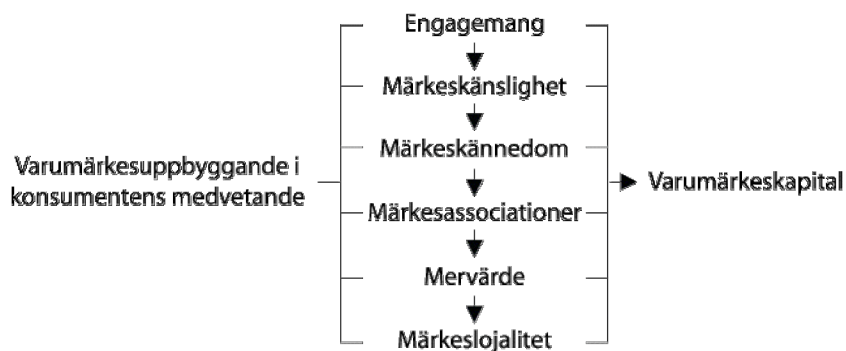 Engagemang
Märkeskänslighet
Märkeskännedom
Varumärkesuppbyggande i
konsumentens medvetande
Varumärkeskapital
Märkesassociationer
Mervärde
Märkeslojalitet